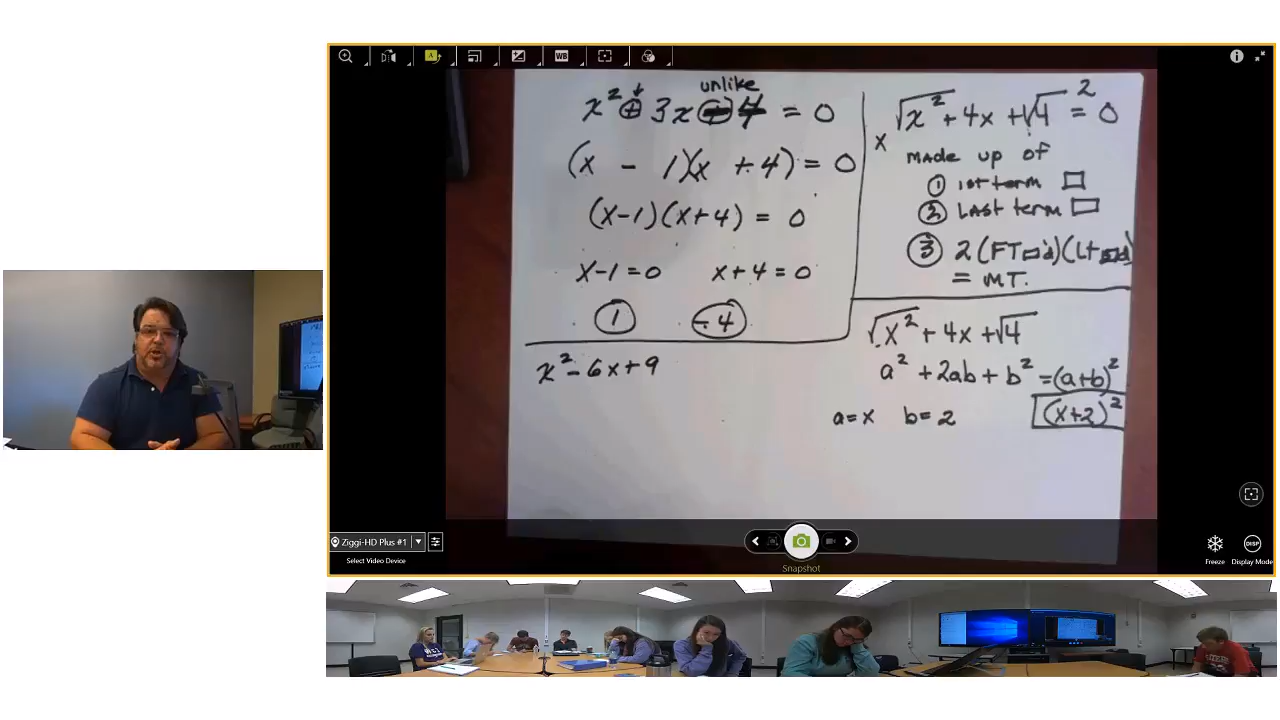 unlike
x² + 3x - 4 = 0
(x - 1)(x + 4) = 0
(x-1)(x+4) = 0
x-1=0 x+4=0
1 -4
x²- 6x+9
√x² + 4x + √4 = 0
2
x
MADE UP OF
① 1st term □
② LAST term □
③ 2(FT□'d)(Lt□'d)
= MT.
√x² + 4x + √4
a² + 2ab + b² = (a+b)²
a=x b=2 (x+2)²
WB
Ziggi-HD Plus #1
Select Video Device
Snapshot
Freeze
DISP
Display Mode